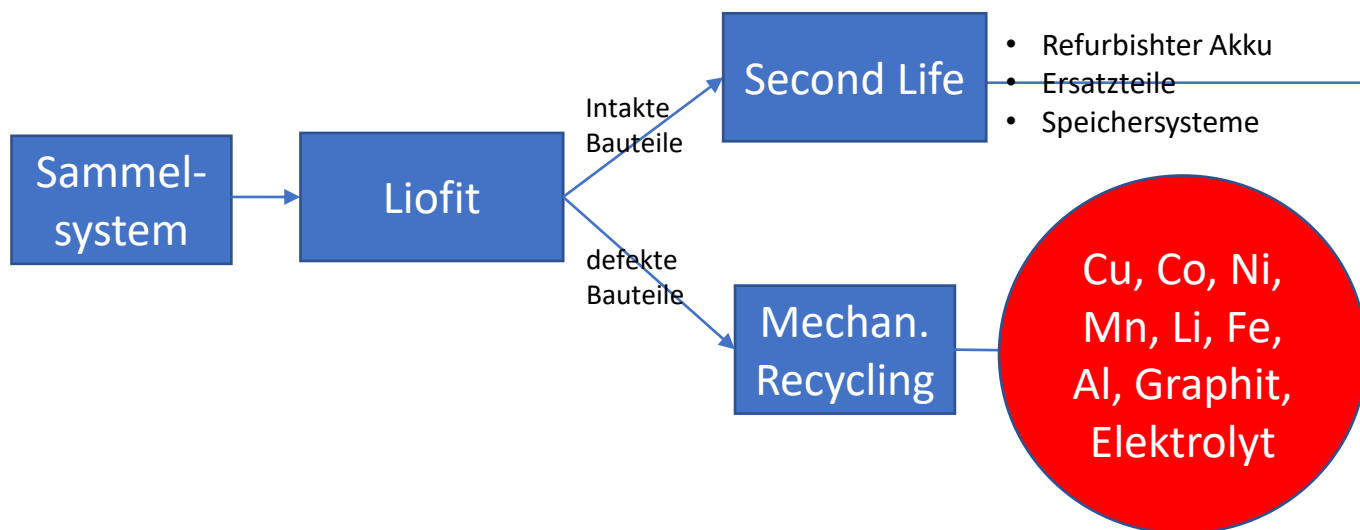 Sammel-
system
Liofit
Intakte
Bauteile
defekte
Bauteile
Second Life
• Refurbishter Akku
• Ersatzteile
• Speichersysteme
Mechan.
Recycling
Cu, Co, Ni,
Mn, Li, Fe,
Al, Graphit,
Elektrolyt